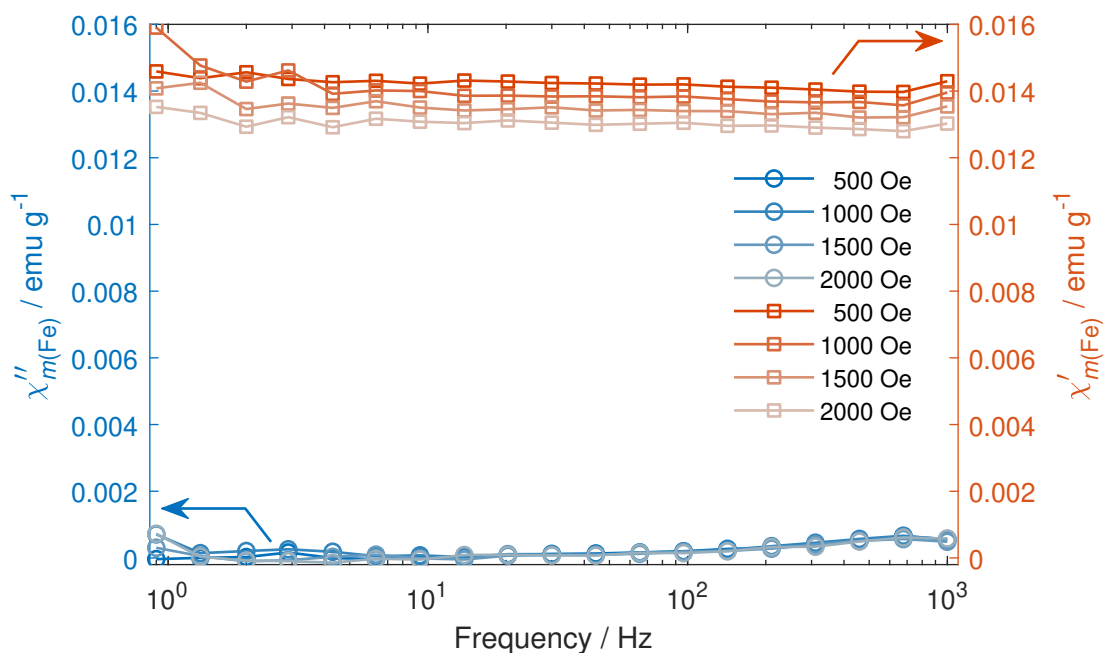 0.016
0.014
0.012
0.01
0.008
0.006
0.004
0.002
0
χ''m(Fe) / emu g-1
500 Oe
1000 Oe
1500 Oe
2000 Oe
500 Oe
1000 Oe
1500 Oe
2000 Oe
0.016
0.014
0.012
0.01
0.008
0.006
0.004
0.002
0
χ'm(Fe) / emu g-1
10^0
10^1
10^2
10^3
Frequency / Hz